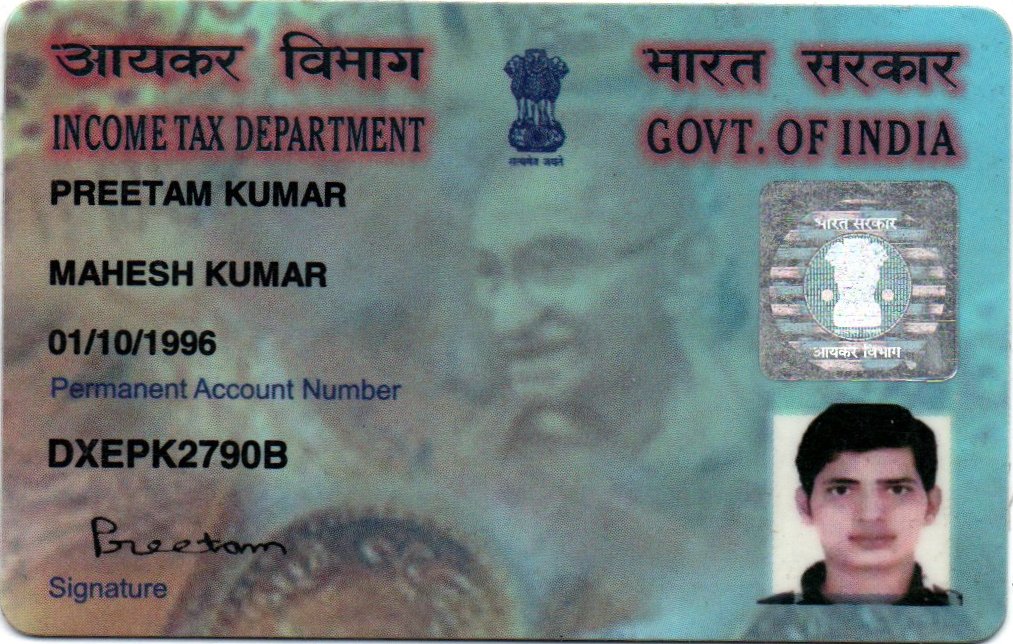 आयकर विभाग
भारत सरकार
INCOME TAX DEPARTMENT
GOVT. OF INDIA
सत्यमेव जयते
PREETAM KUMAR
MAHESH KUMAR
01/10/1996
Permanent Account Number
DXEPK2790B
Preetam
Signature
भारत सरकार
आयकर विभाग